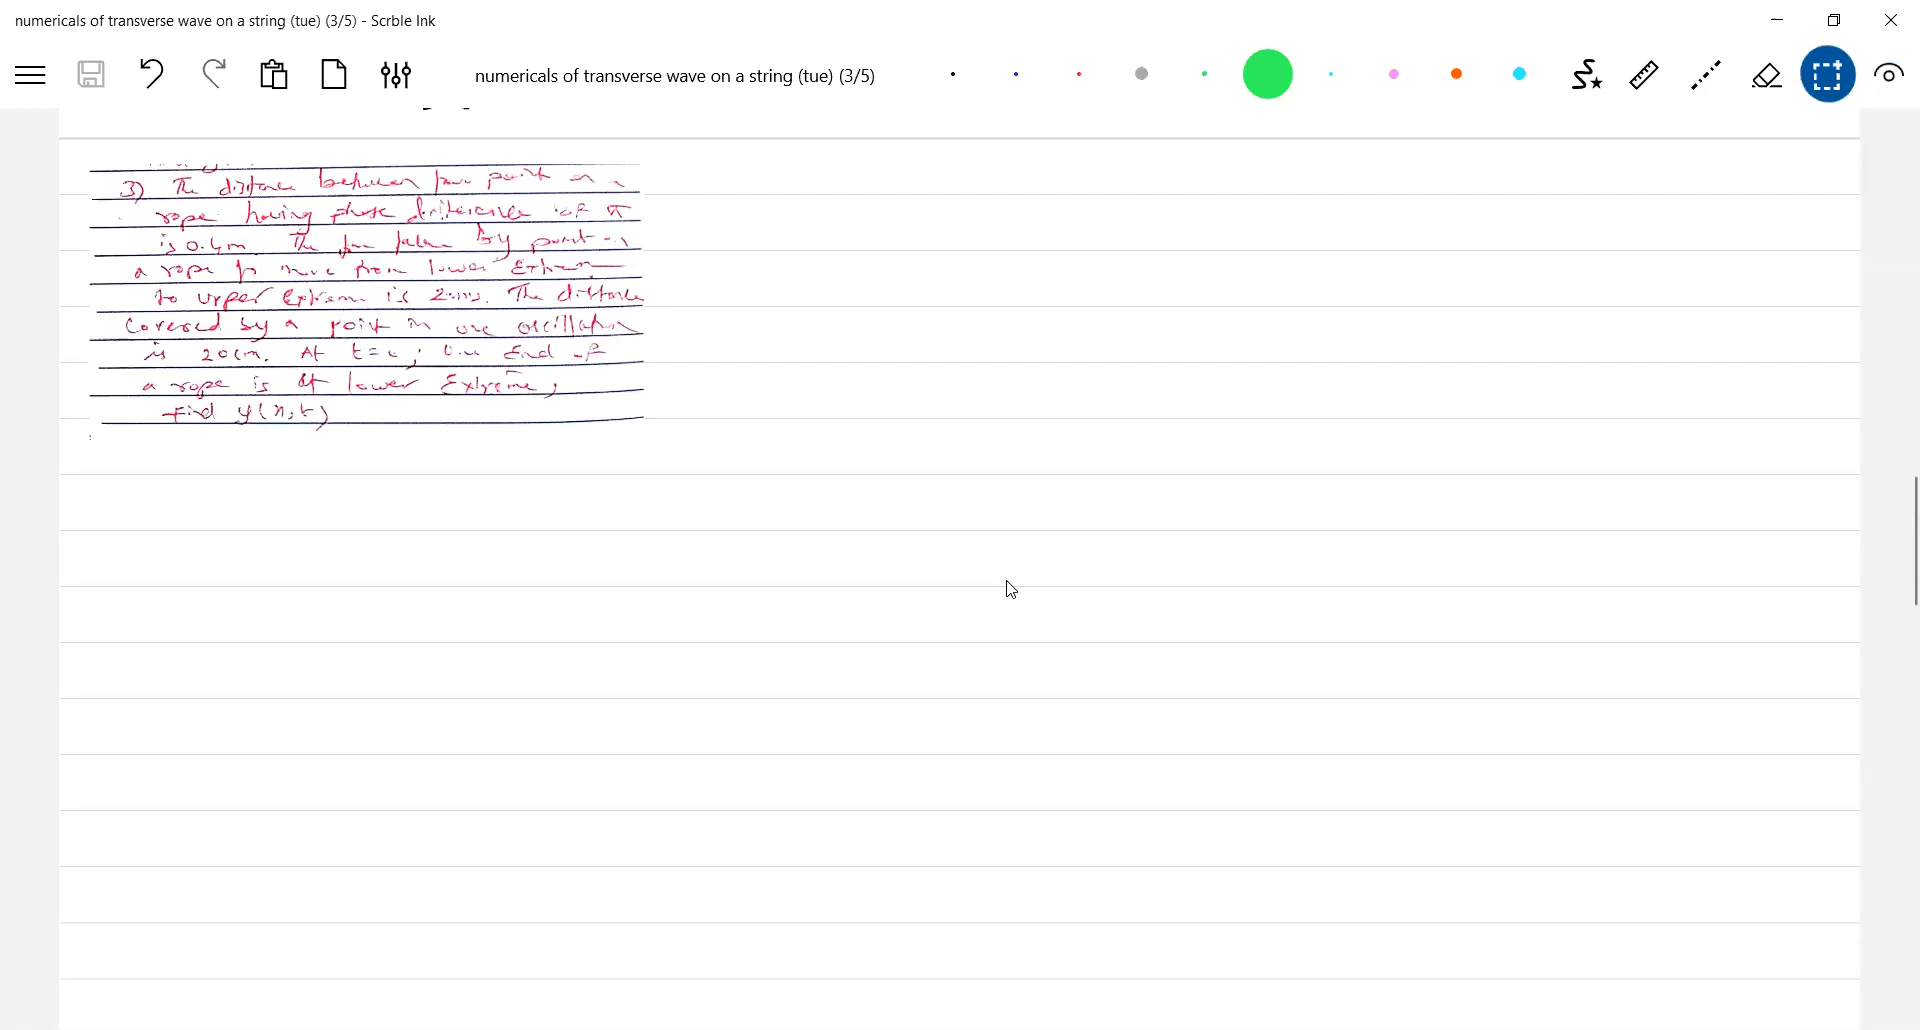 numericals of transverse wave on a string (tue) (3/5) - Scrble Ink
numericals of transverse wave on a string (tue) (3/5)
3) The distance between two point on a
rope having phase difference of π
is 0.4m. The time taken by point on
a rope to move from lower Extreme
to upper Extreme is 2ms. The distance
Covered by a point in one oscillation
is 20cm. At t=0; One End of
a rope is at lower Extreme,
Find y(x,t)